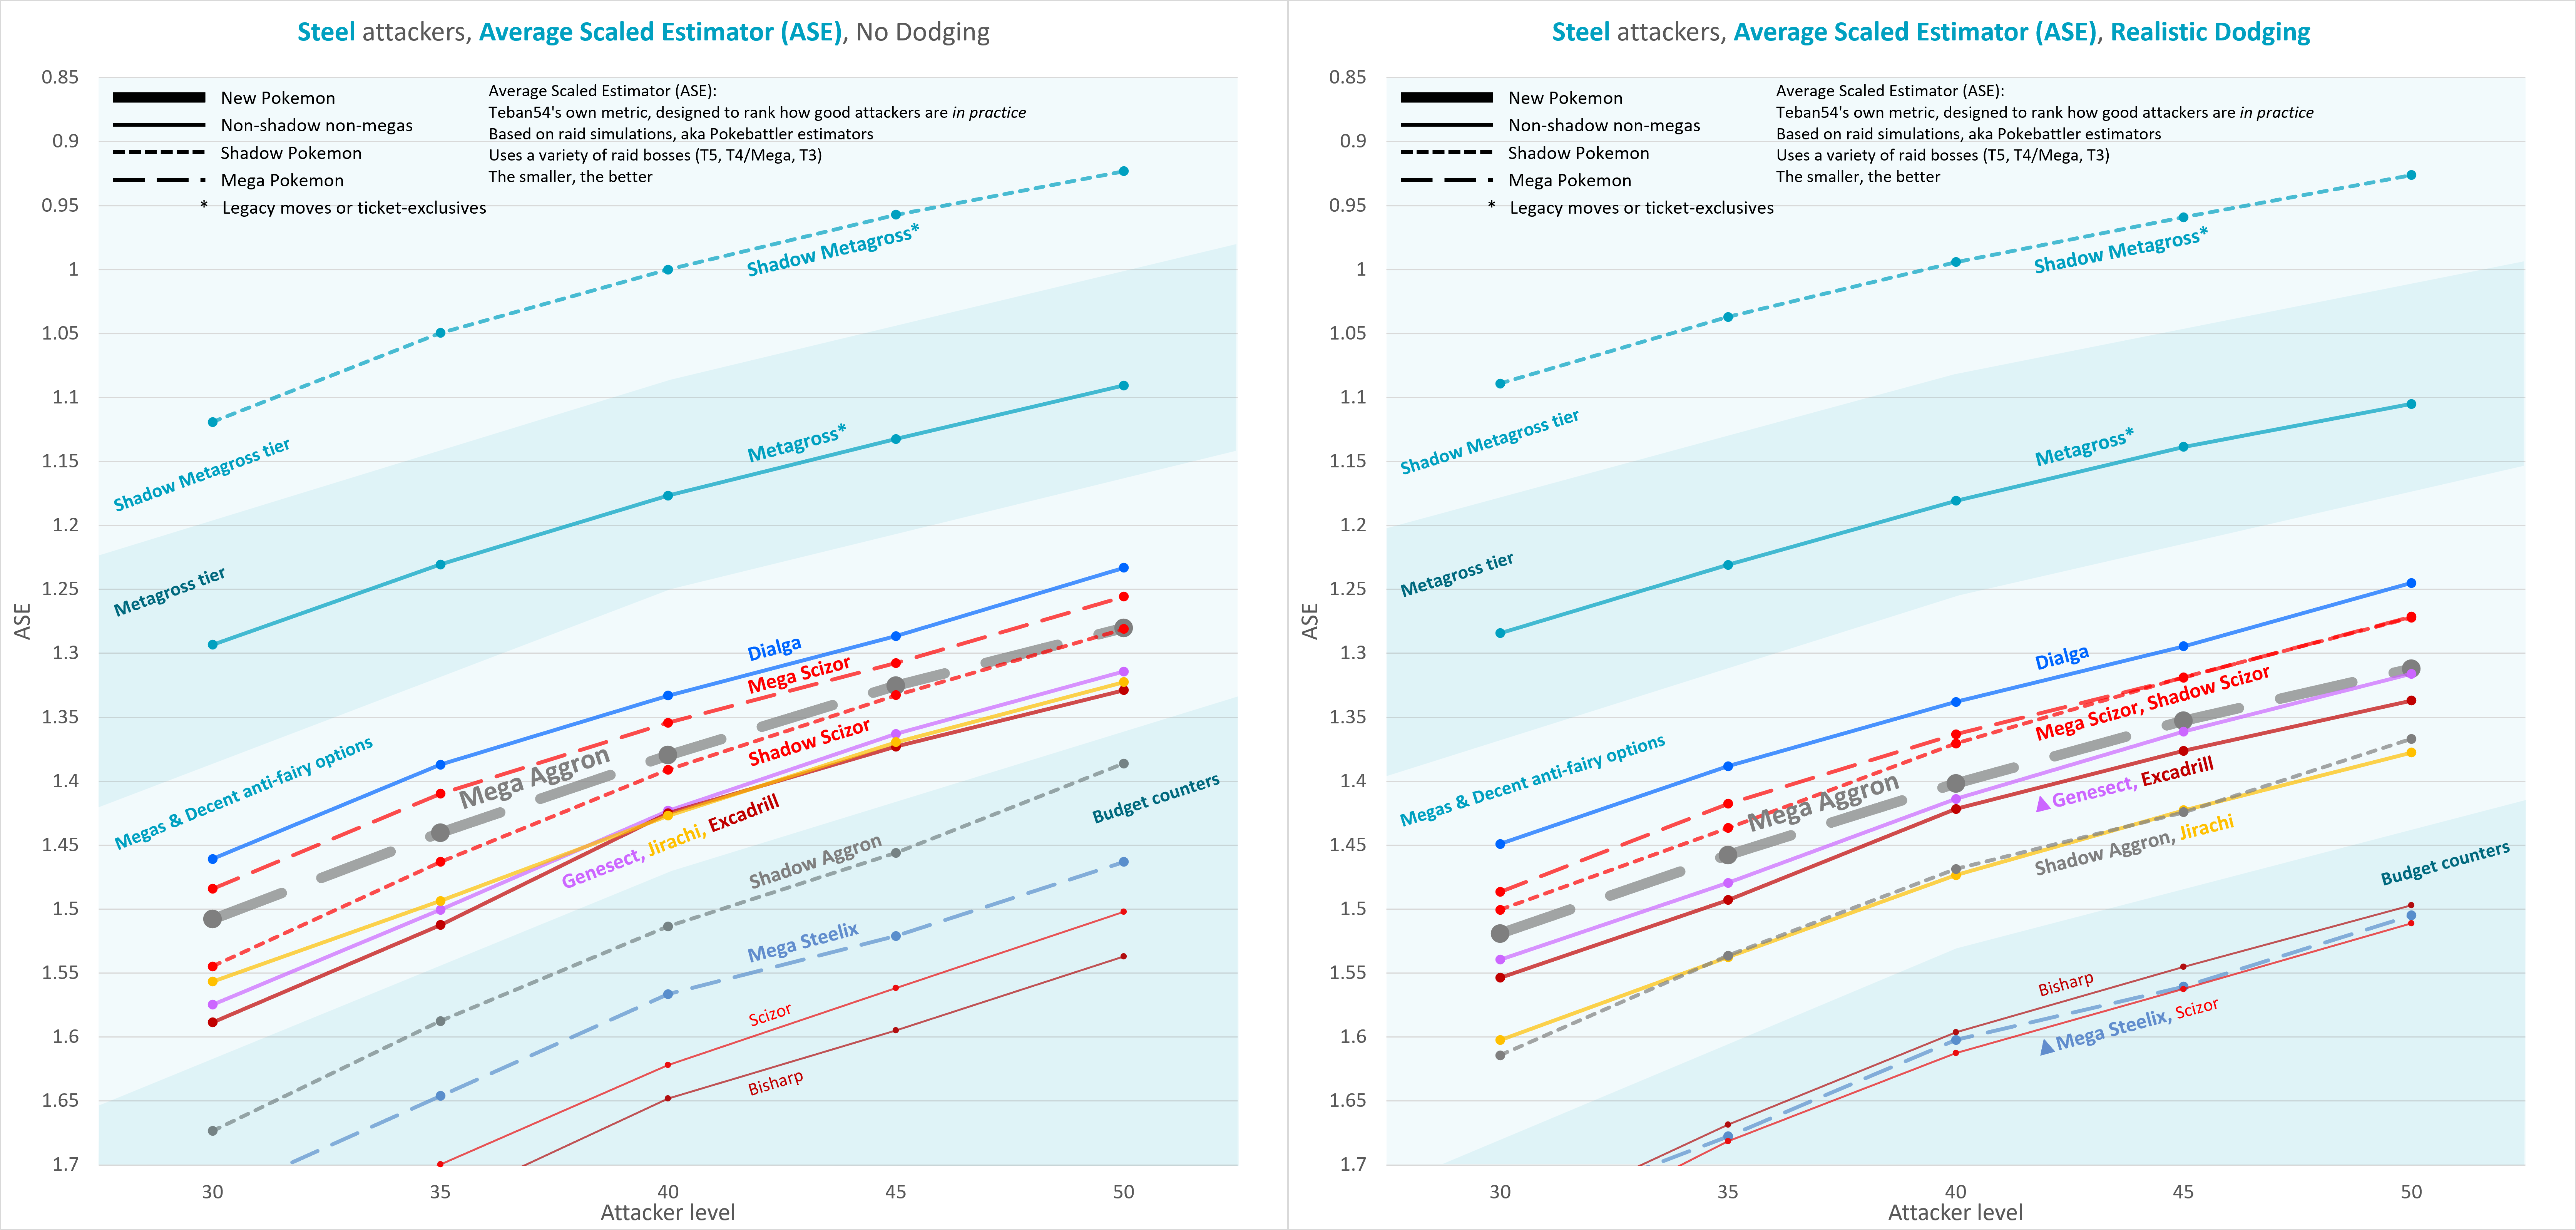 Steel attackers, Average Scaled Estimator (ASE), No Dodging
0.85
0.9
0.95
1
1.05
1.1
1.15
1.2
1.25
1.3
1.35
1.4
1.45
1.5
1.55
1.6
1.65
1.7
ASE
New Pokemon
Non-shadow non-megas
Shadow Pokemon
Mega Pokemon
* Legacy moves or ticket-exclusives
Average Scaled Estimator (ASE):
Teban54's own metric, designed to rank how good attackers are in practice
Based on raid simulations, aka Pokebattler estimators
Uses a variety of raid bosses (T5, T4/Mega, T3)
The smaller, the better
Shadow Metagross*
Shadow Metagross tier
Metagross*
Metagross tier
Dialga
Mega Scizor
Mega Aggron
Shadow Scizor
Megas & Decent anti-fairy options
Genesect, Jirachi, Excadrill
Budget counters
Shadow Aggron
Mega Steelix
Scizor
Bisharp
30 35 40 45 50
Attacker level
Steel attackers, Average Scaled Estimator (ASE), Realistic Dodging
0.85
0.9
0.95
1
1.05
1.1
1.15
1.2
1.25
1.3
1.35
1.4
1.45
1.5
1.55
1.6
1.65
1.7
ASE
New Pokemon
Non-shadow non-megas
Shadow Pokemon
Mega Pokemon
* Legacy moves or ticket-exclusives
Average Scaled Estimator (ASE):
Teban54's own metric, designed to rank how good attackers are in practice
Based on raid simulations, aka Pokebattler estimators
Uses a variety of raid bosses (T5, T4/Mega, T3)
The smaller, the better
Shadow Metagross*
Shadow Metagross tier
Metagross*
Metagross tier
Dialga
Mega Scizor, Shadow Scizor
Megas & Decent anti-fairy options
Mega Aggron
▲Genesect, Excadrill
Shadow Aggron, Jirachi
Budget counters
Bisharp
▲Mega Steelix, Scizor
30 35 40 45 50
Attacker level